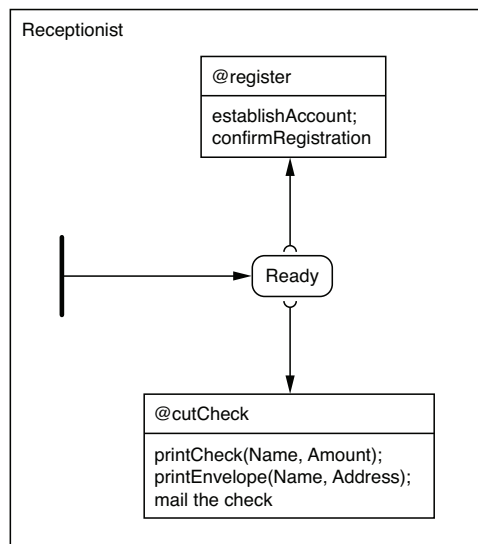 Receptionist
@register
establishAccount;
confirmRegistration
Ready
@cutCheck
printCheck(Name, Amount);
printEnvelope(Name, Address);
mail the check